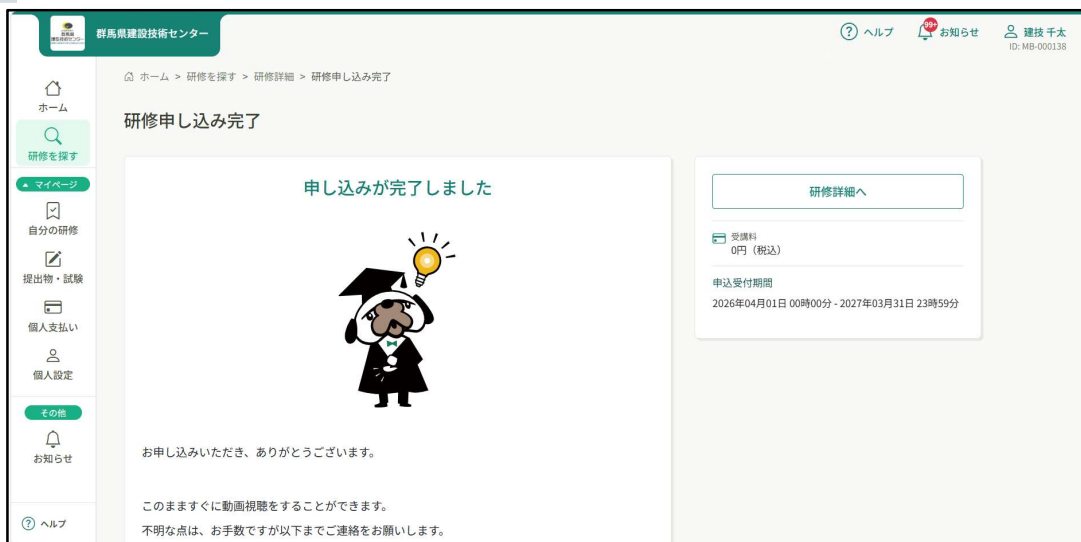 群馬県建設技術センター
ヘルプ
99+
お知らせ
建技 千太
ID: MB-000138
ホーム > 研修を探す > 研修詳細 > 研修申し込み完了
ホーム
研修を探す
マイページ
自分の研修
提出物・試験
個人支払い
個人設定
その他
お知らせ
? ヘルプ
研修申し込み完了
申し込みが完了しました
お申し込みいただき、ありがとうございます。
このまますぐに動画視聴をすることができます。
不明な点は、お手数ですが以下までご連絡をお願いします。
研修詳細へ
受講料
0円（税込）
申込受付期間
2026年04月01日 00時00分 - 2027年03月31日 23時59分